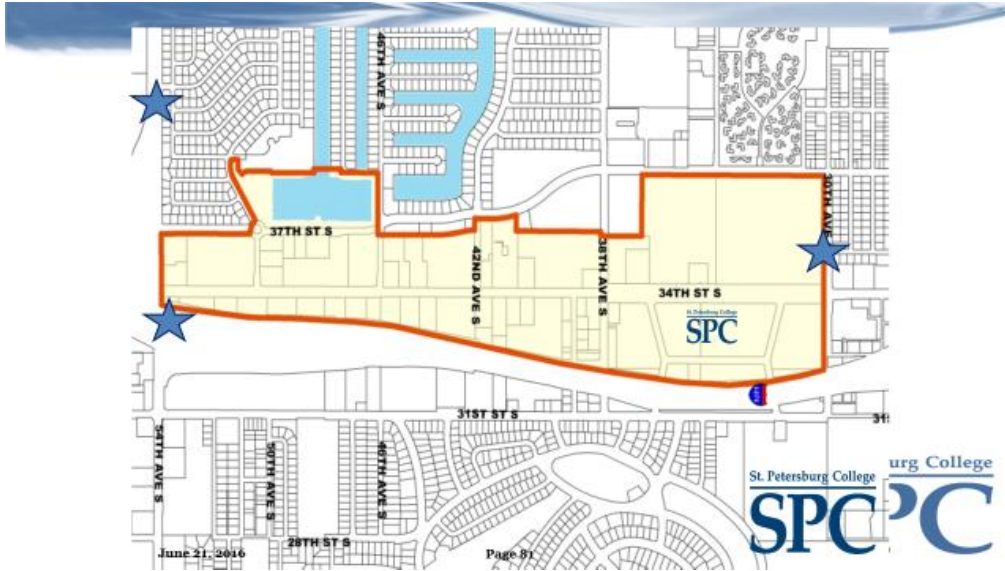 46TH AVE S
37TH ST S
42ND AVE S
38TH AVE S
30TH AVE
34TH ST S
St. Petersburg College
SPC
31ST ST S
31
54TH AVE S
50TH AVE S
46TH AVE S
28TH ST S
St. Petersburg College
SPC
urg College
PC
June 21, 2016
Page 81